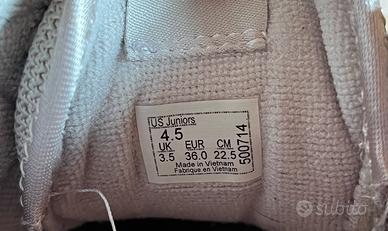 US Juniors
4.5
UK EUR CM
3.5 36.0 22.5
Made in Vietnam
Fabrique en Vietnam
500714
subito